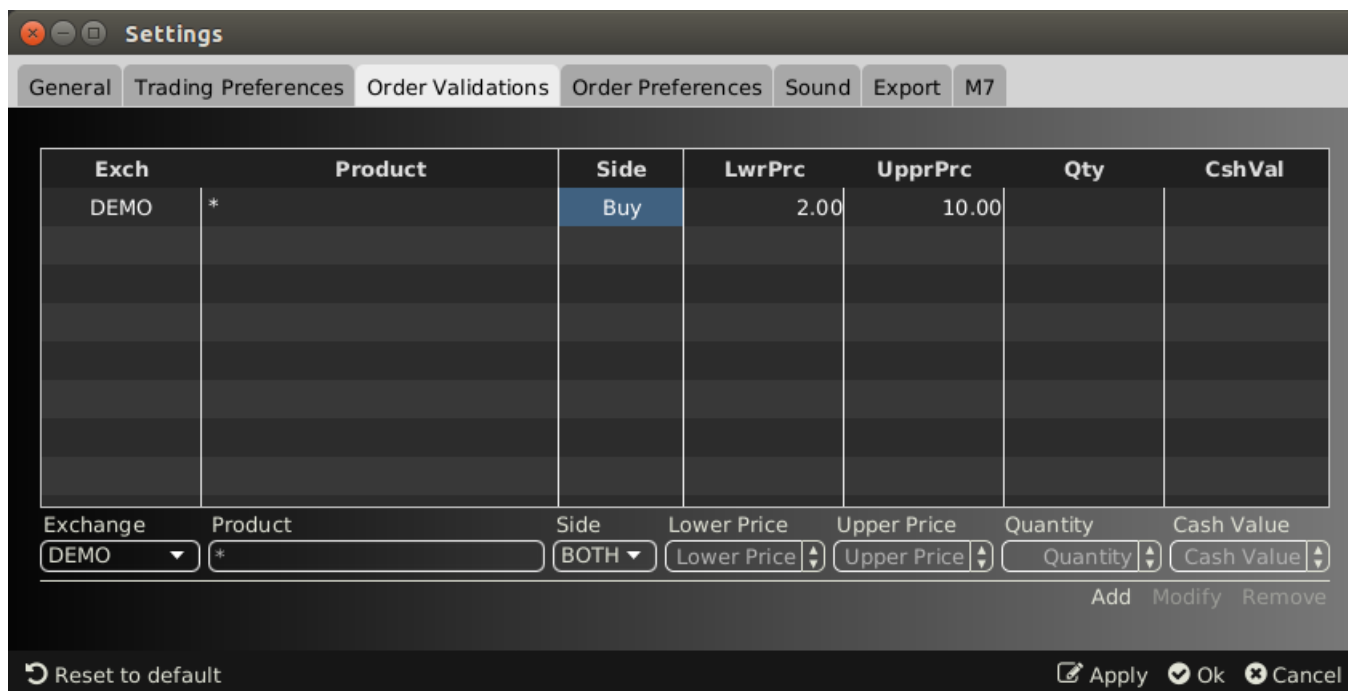 Settings
General Trading Preferences Order Validations Order Preferences Sound Export M7
Exch Product Side LwrPrc UpprPrc Qty CshVal
DEMO * Buy 2.00 10.00
Exchange Product Side Lower Price Upper Price Quantity Cash Value
DEMO * BOTH Lower Price Upper Price Quantity Cash Value
Add Modify Remove
Reset to default Apply Ok Cancel